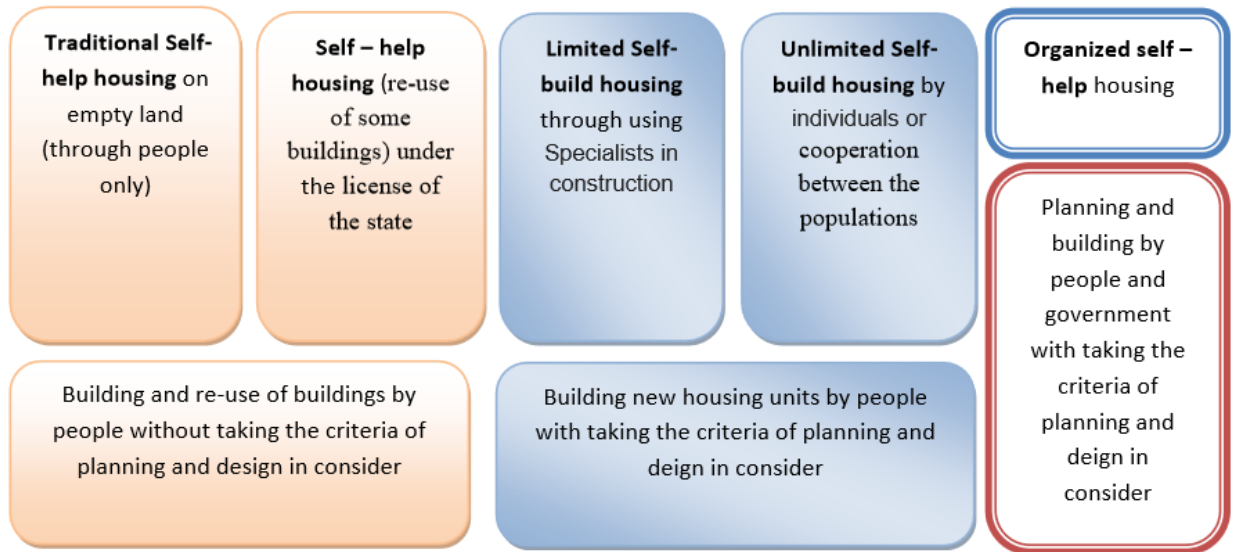 Traditional Self-
help housing on
empty land
(through people
only)
Self – help
housing (re-use
of some
buildings) under
the license of
the state
Limited Self-
build housing
through using
Specialists in
construction
Unlimited Self-
build housing by
individuals or
cooperation
between the
populations
Organized self –
help housing
Building and re-use of buildings by
people without taking the criteria of
planning and design in consider
Building new housing units by people
with taking the criteria of planning and
deign in consider
Planning and
building by
people and
government
with taking the
criteria of
planning and
deign in
consider